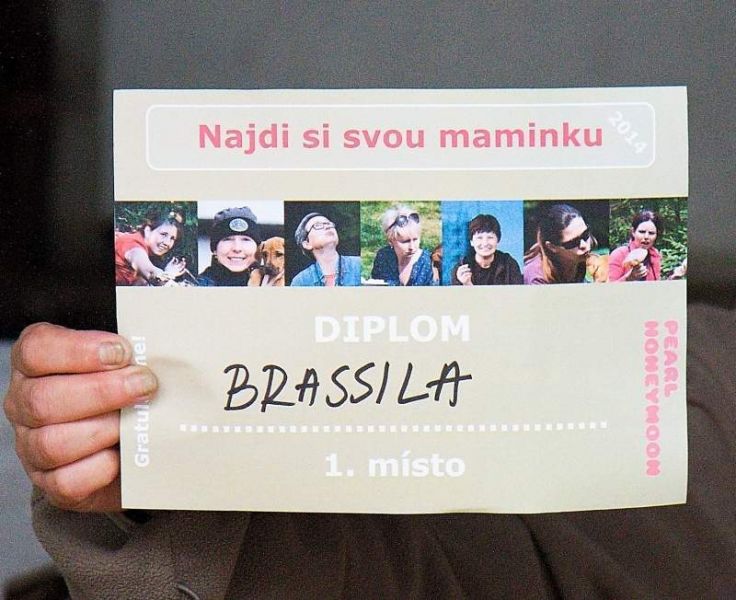 Najdi si svou maminku
2014
DIPLOM
BRASSILA
1. místo
PEARL
HONEYMOON